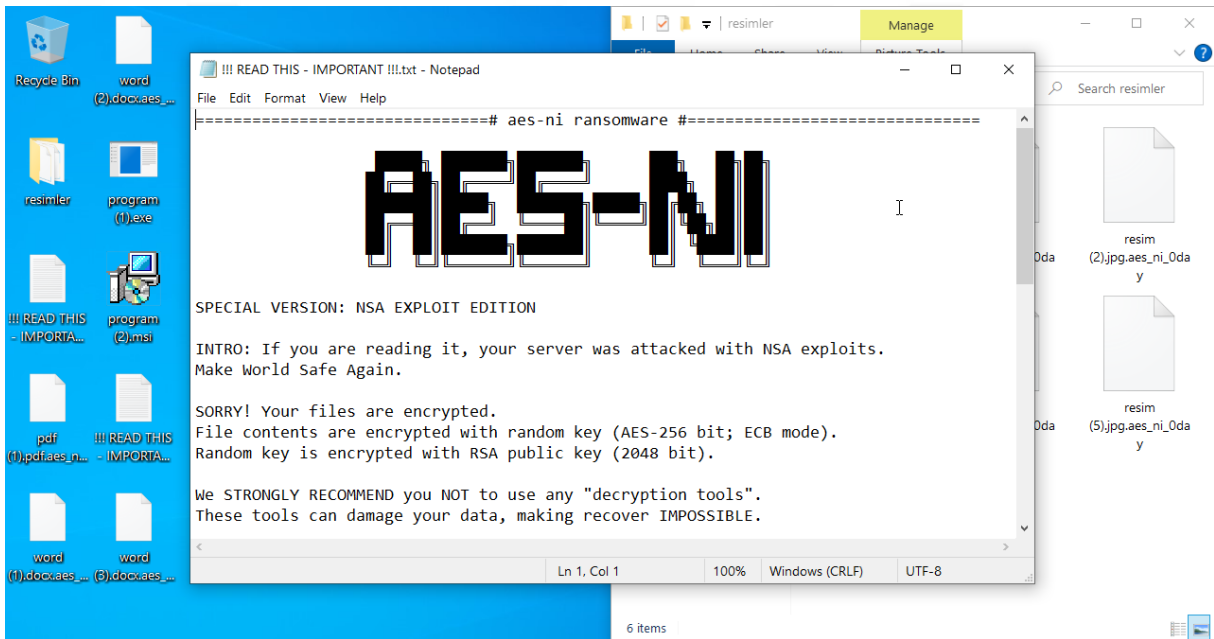 Recycle Bin
word
(2).docx.aes_...
resimler
program
(1).exe
!!! READ THIS
- IMPORTA...
program
(2).msi
pdf
(1).pdf.aes_n...
!!! READ THIS
- IMPORTA...
word
(1).docx.aes_...
word
(3).docx.aes_...
resimler
Manage
Search resimler
0da
resim
(2).jpg.aes_ni_0da
y
0da
resim
(5).jpg.aes_ni_0da
y
6 items
!!! READ THIS - IMPORTANT !!!.txt - Notepad
File Edit Format View Help
===============================# aes-ni ransomware #===============================
AES-NI
SPECIAL VERSION: NSA EXPLOIT EDITION
INTRO: If you are reading it, your server was attacked with NSA exploits.
Make World Safe Again.
SORRY! Your files are encrypted.
File contents are encrypted with random key (AES-256 bit; ECB mode).
Random key is encrypted with RSA public key (2048 bit).
We STRONGLY RECOMMEND you NOT to use any "decryption tools".
These tools can damage your data, making recover IMPOSSIBLE.
Ln 1, Col 1
100%
Windows (CRLF)
UTF-8